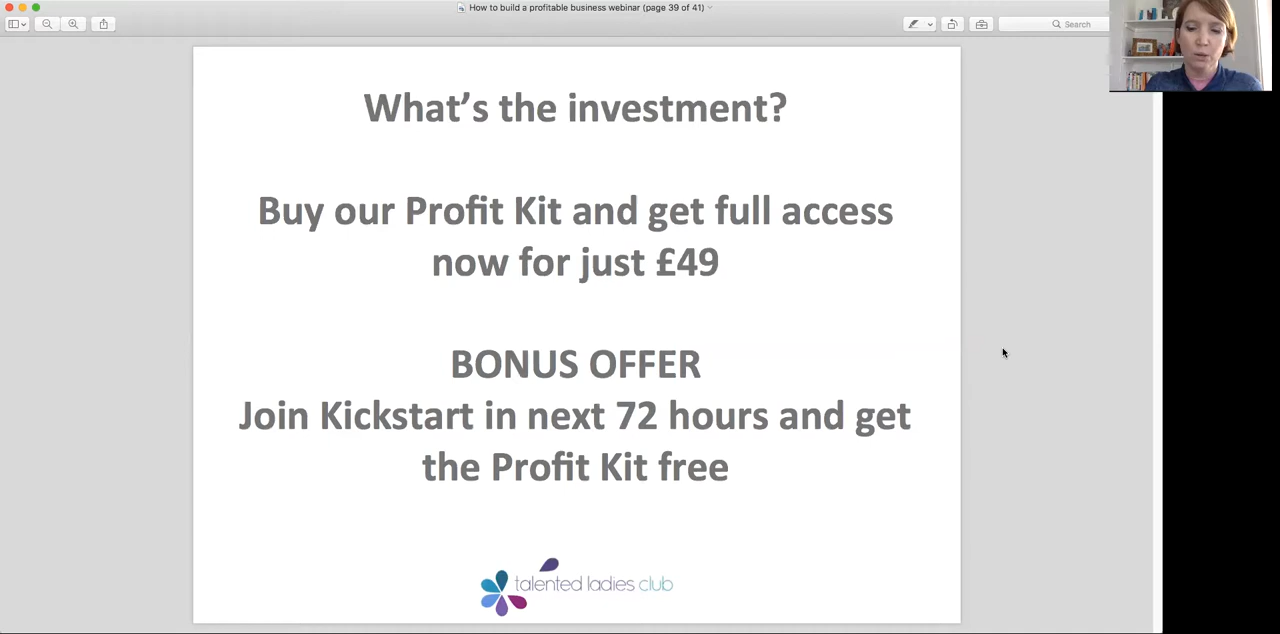 How to build a profitable business webinar (page 39 of 41)
Search
What's the investment?
Buy our Profit Kit and get full access
now for just £49
BONUS OFFER
Join Kickstart in next 72 hours and get
the Profit Kit free
talented ladies club